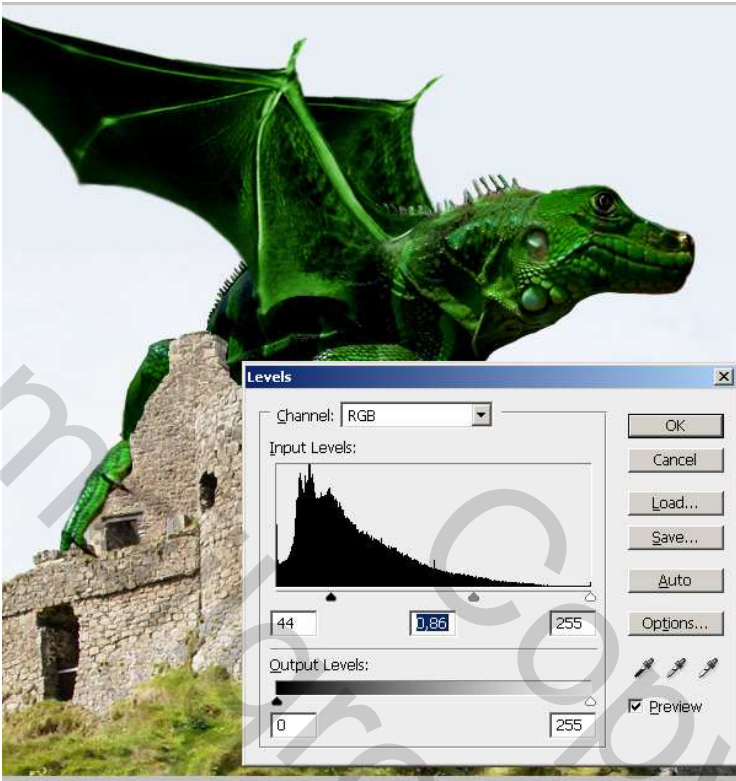 Levels
Channel: RGB
Input Levels:
44 0,86 255
Output Levels:
0 255
OK
Cancel
Load...
Save...
Auto
Options...
Preview